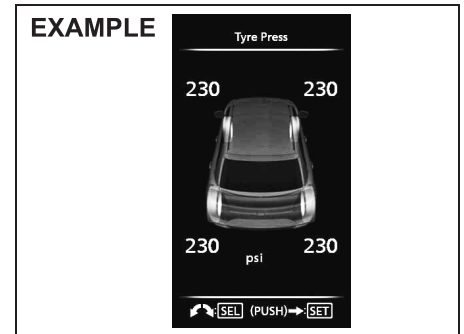 EXAMPLE
Tyre Press
230 230
230 230
psi
:SEL (PUSH)➡:SET